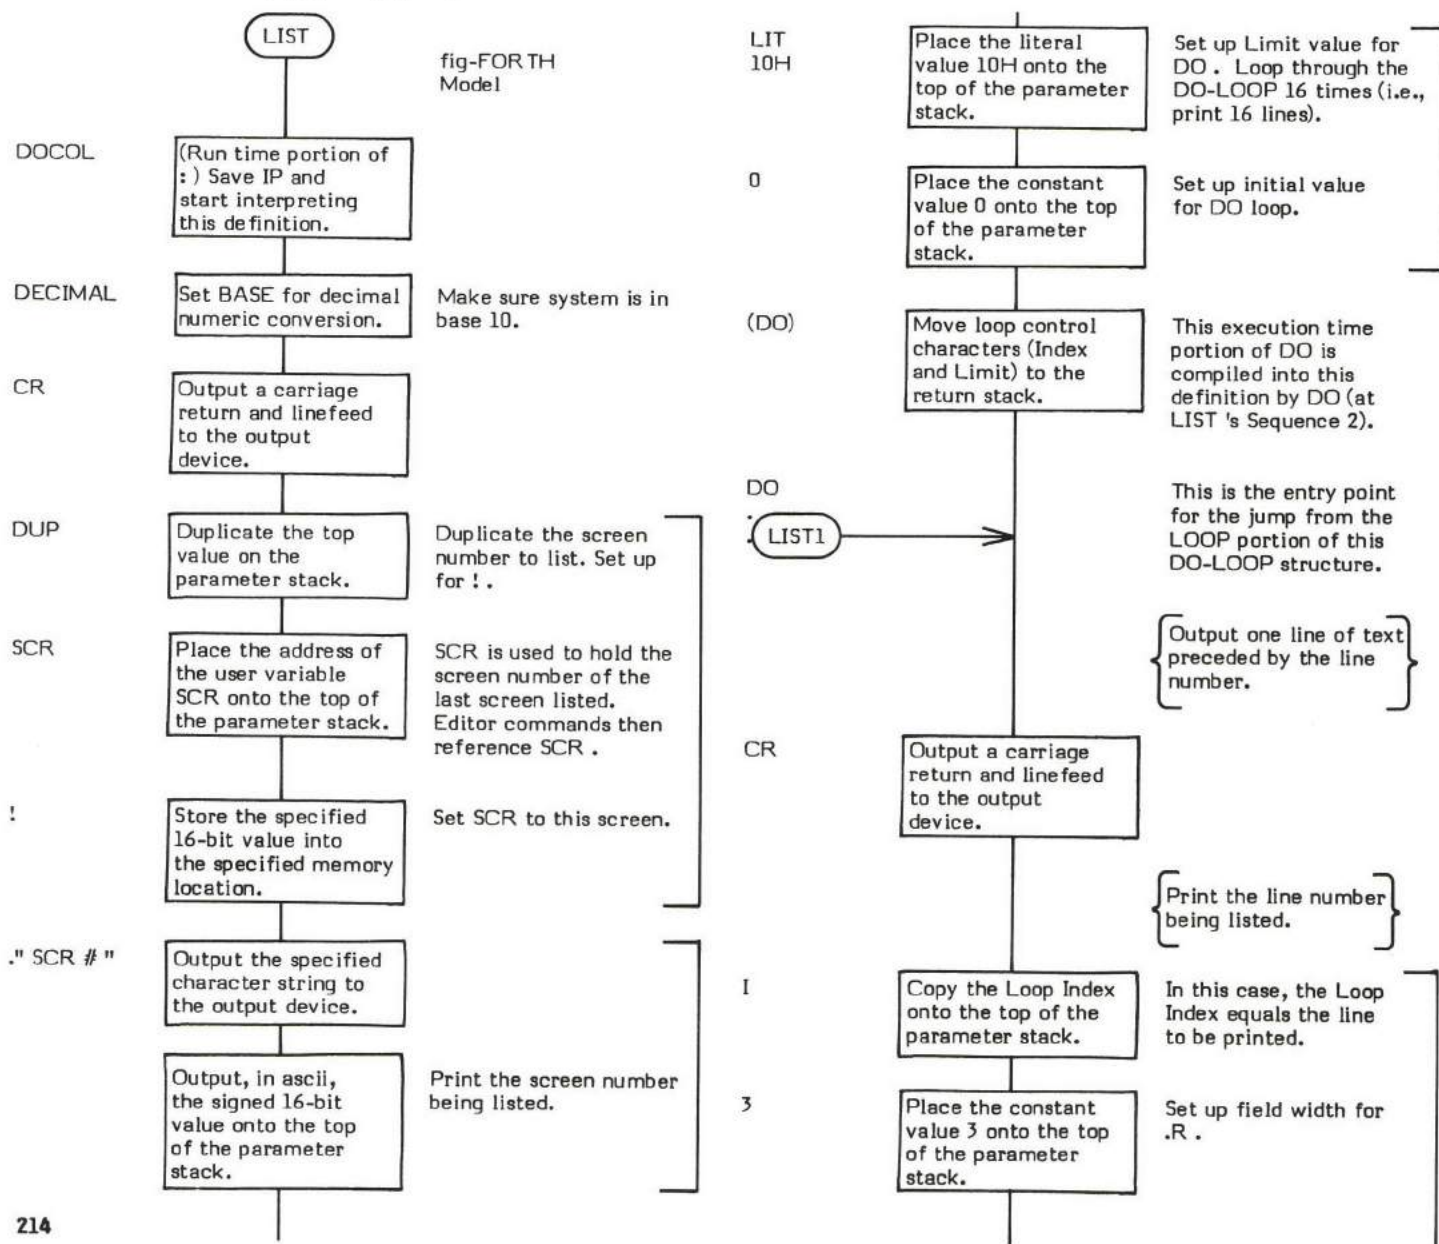 LIST
fig-FORTH
Model
DOCOL
(Run time portion of
: ) Save IP and
start interpreting
this definition.
DECIMAL
Set BASE for decimal
numeric conversion.
Make sure system is in
base 10.
CR
Output a carriage
return and linefeed
to the output
device.
DUP
Duplicate the top
value on the
parameter stack.
Duplicate the screen
number to list. Set up
for ! .
SCR
Place the address of
the user variable
SCR onto the top of
the parameter stack.
SCR is used to hold the
screen number of the
last screen listed.
Editor commands then
reference SCR .
!
Store the specified
16-bit value into
the specified memory
location.
Set SCR to this screen.
." SCR # "
Output the specified
character string to
the output device.
Output, in ascii,
the signed 16-bit
value onto the top
of the parameter
stack.
Print the screen number
being listed.
214
LIT
10H
Place the literal
value 10H onto the
top of the parameter
stack.
Set up Limit value for
DO . Loop through the
DO-LOOP 16 times (i.e.,
print 16 lines).
0
Place the constant
value 0 onto the top
of the parameter
stack.
Set up initial value
for DO loop.
(DO)
Move loop control
characters (Index
and Limit) to the
return stack.
This execution time
portion of DO is
compiled into this
definition by DO (at
LIST 's Sequence 2).
DO
:
LIST1
This is the entry point
for the jump from the
LOOP portion of this
DO-LOOP structure.
Output one line of text
preceded by the line
number.
CR
Output a carriage
return and linefeed
to the output
device.
Print the line number
being listed.
I
Copy the Loop Index
onto the top of the
parameter stack.
In this case, the Loop
Index equals the line
to be printed.
3
Place the constant
value 3 onto the top
of the parameter
stack.
Set up field width for
.R .